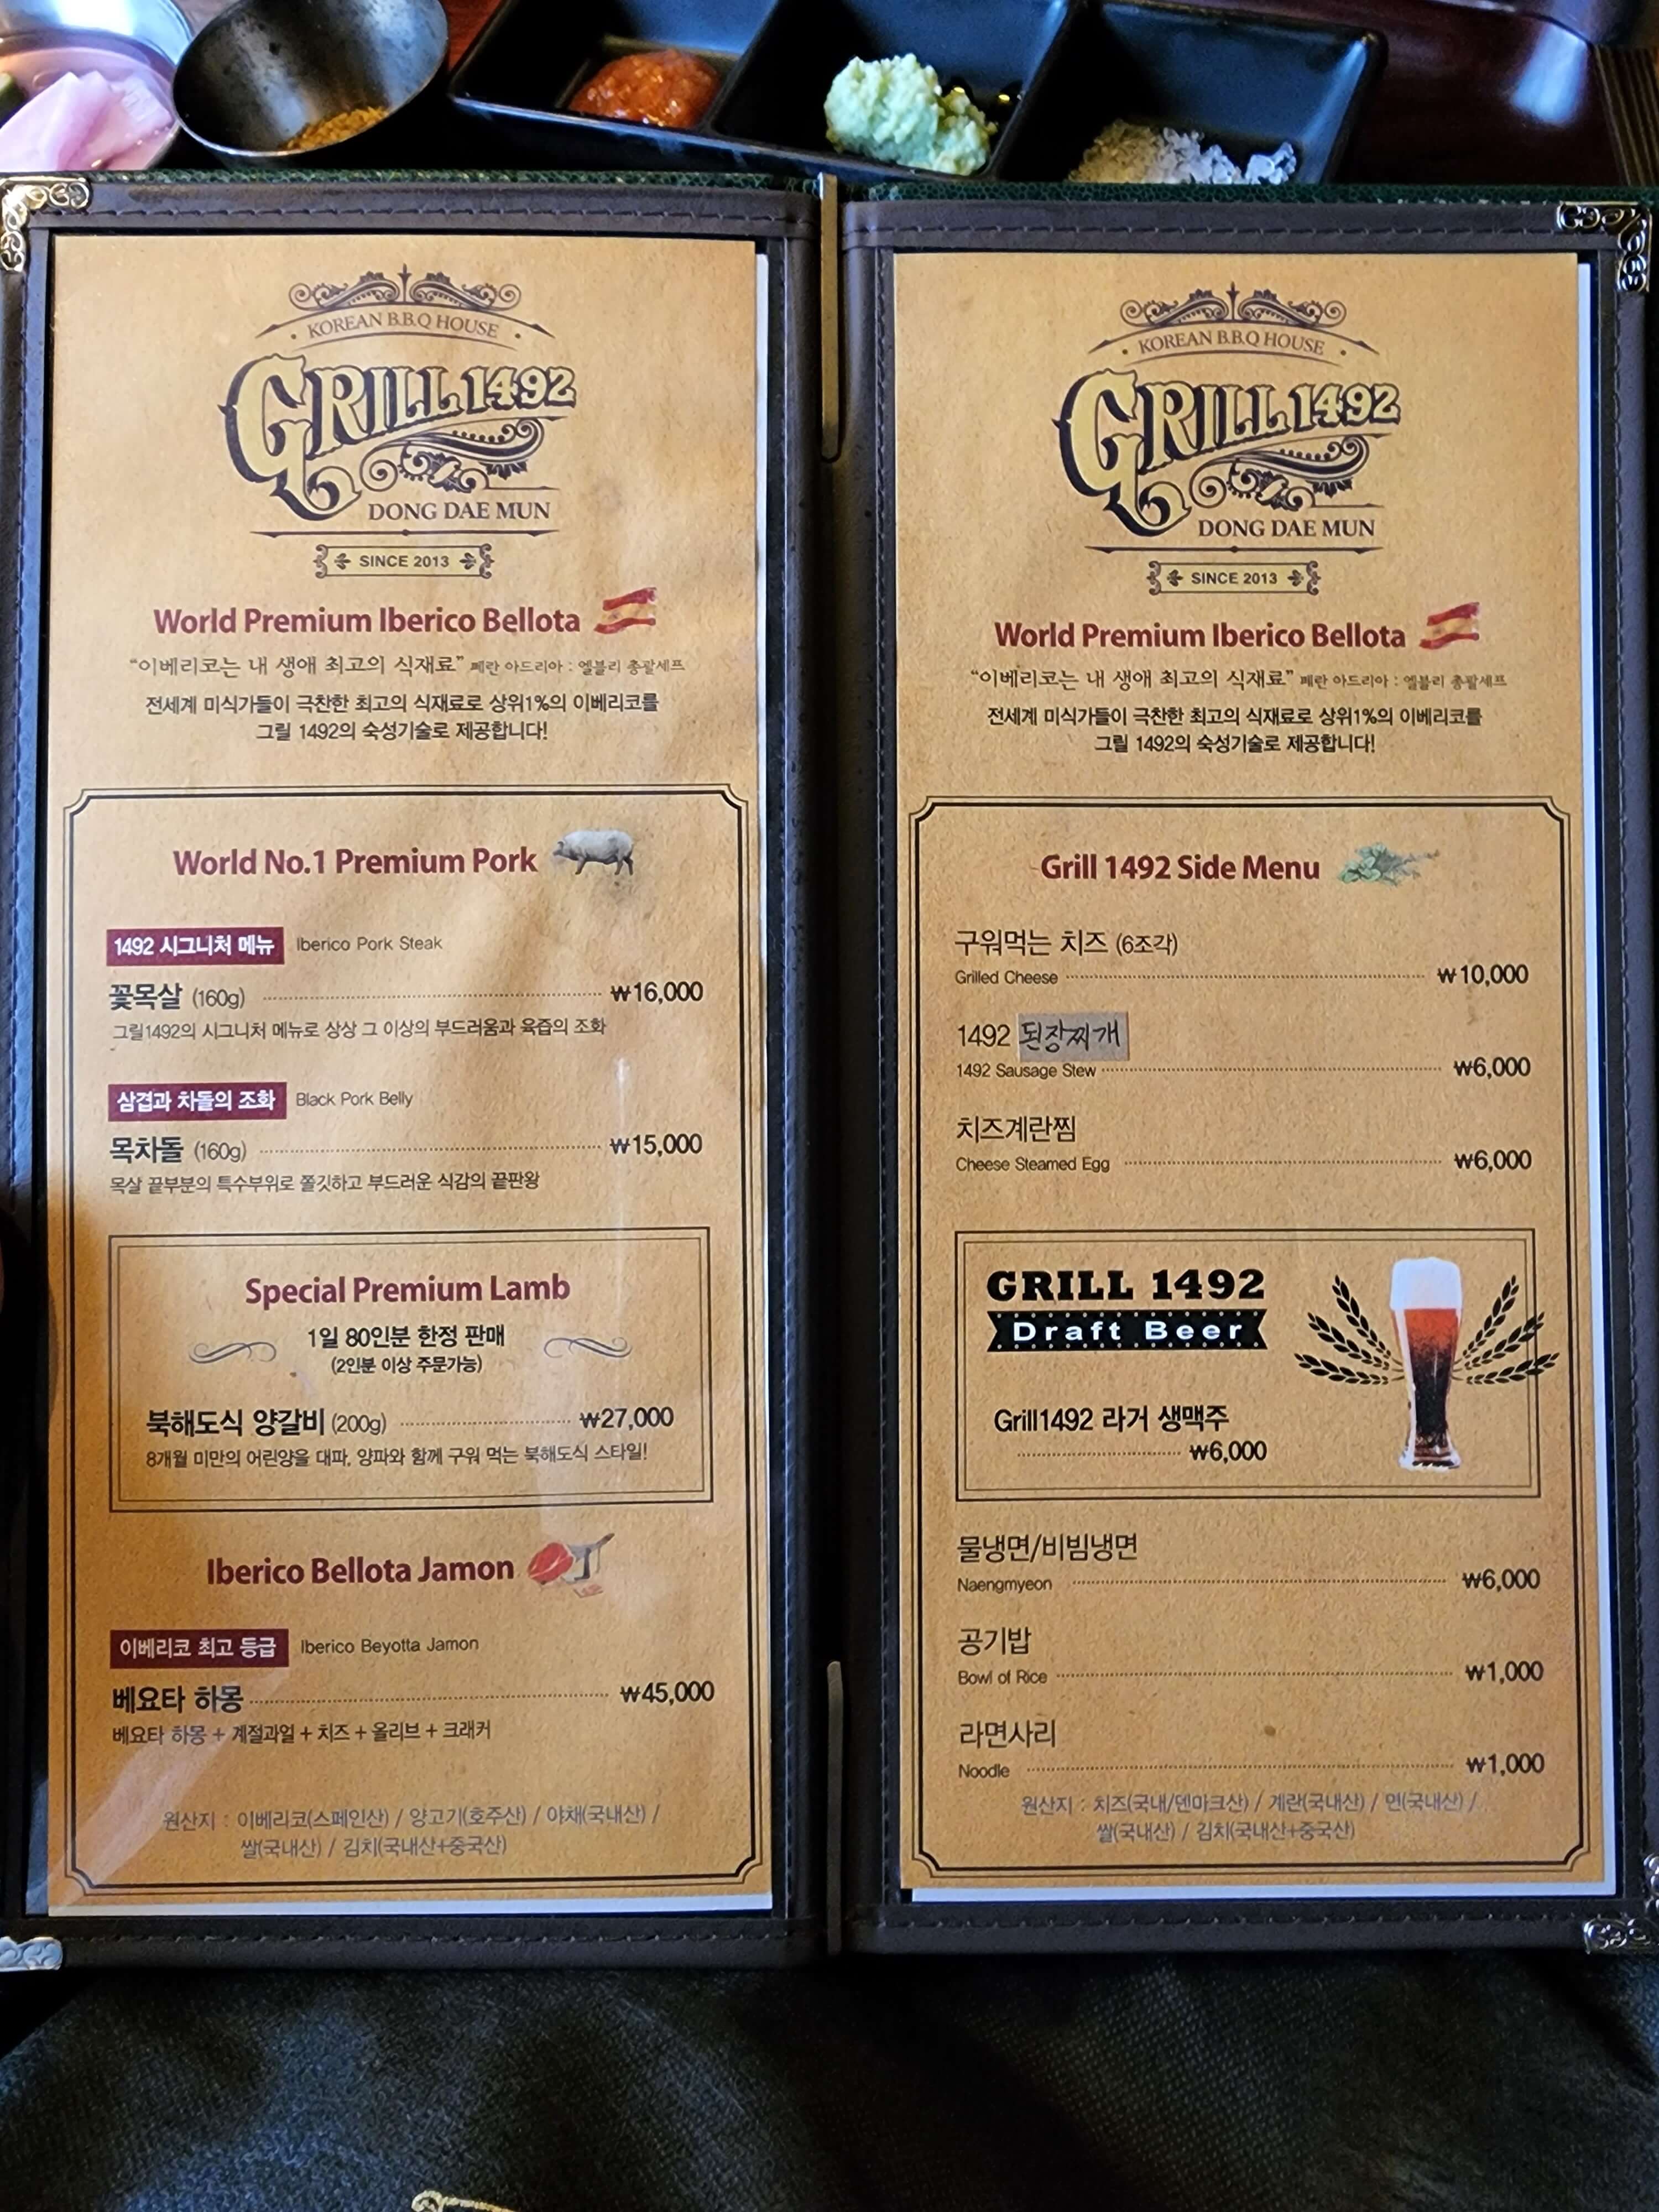 KOREAN B.B.Q HOUSE
GRILL 1492
DONG DAE MUN
SINCE 2013
World Premium Iberico Bellota
"이베리코는 내 생애 최고의 식재료" 페란 아드리아 : 엘블리 총괄셰프
전세계 미식가들이 극찬한 최고의 식재료로 상위1%의 이베리코를
그릴 1492의 숙성기술로 제공합니다!
World No.1 Premium Pork
1492 시그니처 메뉴 Iberico Pork Steak
꽃목살 (160g) ₩16,000
그릴1492의 시그니처 메뉴로 상상 그 이상의 부드러움과 육즙의 조화
삼겹과 차돌의 조화 Black Pork Belly
목차돌 (160g) ₩15,000
목살 끝부분의 특수부위로 쫄깃하고 부드러운 식감의 끝판왕
Special Premium Lamb
1일 80인분 한정 판매
(2인분 이상 주문가능)
북해도식 양갈비 (200g) ₩27,000
8개월 미만의 어린양을 대파, 양파와 함께 구워 먹는 북해도식 스타일!
Iberico Bellota Jamon
이베리코 최고 등급 Iberico Beyotta Jamon
베요타 하몽 ₩45,000
베요타 하몽 + 계절과일 + 치즈 + 올리브 + 크래커
원산지 : 이베리코(스페인산) / 양고기(호주산) / 야채(국내산) /
쌀(국내산) / 김치(국내산+중국산)
KOREAN B.B.Q HOUSE
GRILL 1492
DONG DAE MUN
SINCE 2013
World Premium Iberico Bellota
"이베리코는 내 생애 최고의 식재료" 페란 아드리아 : 엘블리 총괄셰프
전세계 미식가들이 극찬한 최고의 식재료로 상위1%의 이베리코를
그릴 1492의 숙성기술로 제공합니다!
Grill 1492 Side Menu
구워먹는 치즈 (6조각)
Grilled Cheese ₩10,000
1492 된장찌개
1492 Sausage Stew ₩6,000
치즈계란찜
Cheese Steamed Egg ₩6,000
GRILL 1492
Draft Beer
Grill1492 라거 생맥주
₩6,000
물냉면/비빔냉면
Naengmyeon ₩6,000
공기밥
Bowl of Rice ₩1,000
라면사리
Noodle ₩1,000
원산지 : 치즈(국내/덴마크산) / 계란(국내산) / 면(국내산) /
쌀(국내산) / 김치(국내산+중국산)